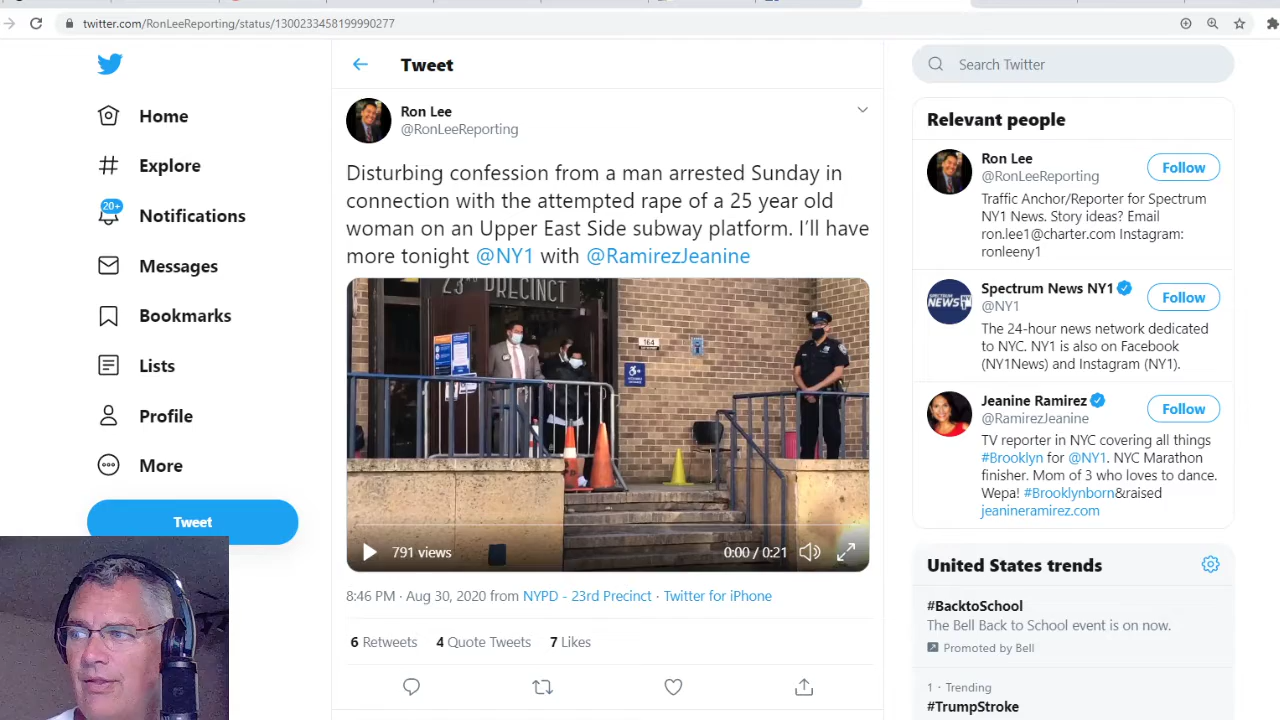 twitter.com/RonLeeReporting/status/1300233458199990277
Home
Explore
20+
Notifications
Messages
Bookmarks
Lists
Profile
More
Tweet
Tweet
Ron Lee
@RonLeeReporting
Disturbing confession from a man arrested Sunday in
connection with the attempted rape of a 25 year old
woman on an Upper East Side subway platform. I'll have
more tonight @NY1 with @RamirezJeanine
23RD PRECINCT
164
791 views
0:00 / 0:21
8:46 PM · Aug 30, 2020 from NYPD - 23rd Precinct · Twitter for iPhone
6 Retweets 4 Quote Tweets 7 Likes
Search Twitter
Relevant people
Ron Lee
@RonLeeReporting
Follow
Traffic Anchor/Reporter for Spectrum
NY1 News. Story ideas? Email
ron.lee1@charter.com Instagram:
ronleeny1
Spectrum News NY1
@NY1
Follow
The 24-hour news network dedicated
to NYC. NY1 is also on Facebook
(NY1News) and Instagram (NY1).
Jeanine Ramirez
@RamirezJeanine
Follow
TV reporter in NYC covering all things
#Brooklyn for @NY1. NYC Marathon
finisher. Mom of 3 who loves to dance.
Wepa! #Brooklynborn&raised
jeanineramirez.com
United States trends
#BacktoSchool
The Bell Back to School event is on now.
Promoted by Bell
1 · Trending
#TrumpStroke